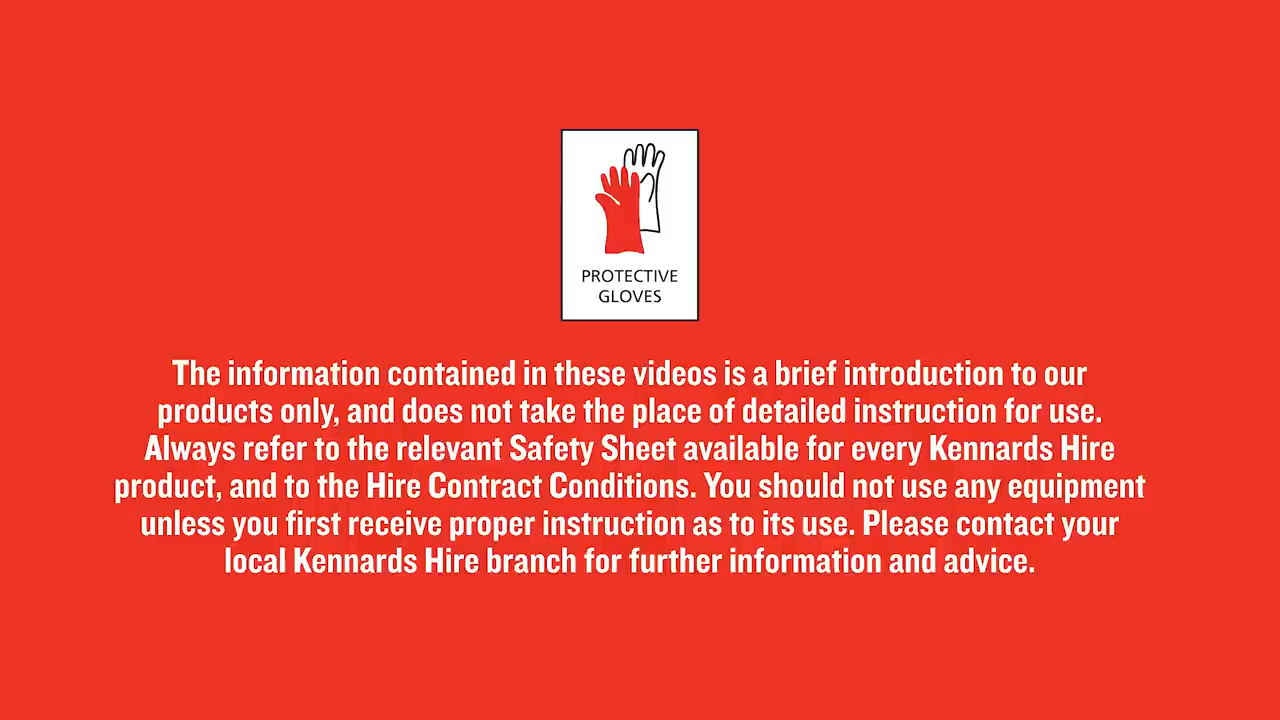 PROTECTIVE
GLOVES
The information contained in these videos is a brief introduction to our
products only, and does not take the place of detailed instruction for use.
Always refer to the relevant Safety Sheet available for every Kennards Hire
product, and to the Hire Contract Conditions. You should not use any equipment
unless you first receive proper instruction as to its use. Please contact your
local Kennards Hire branch for further information and advice.